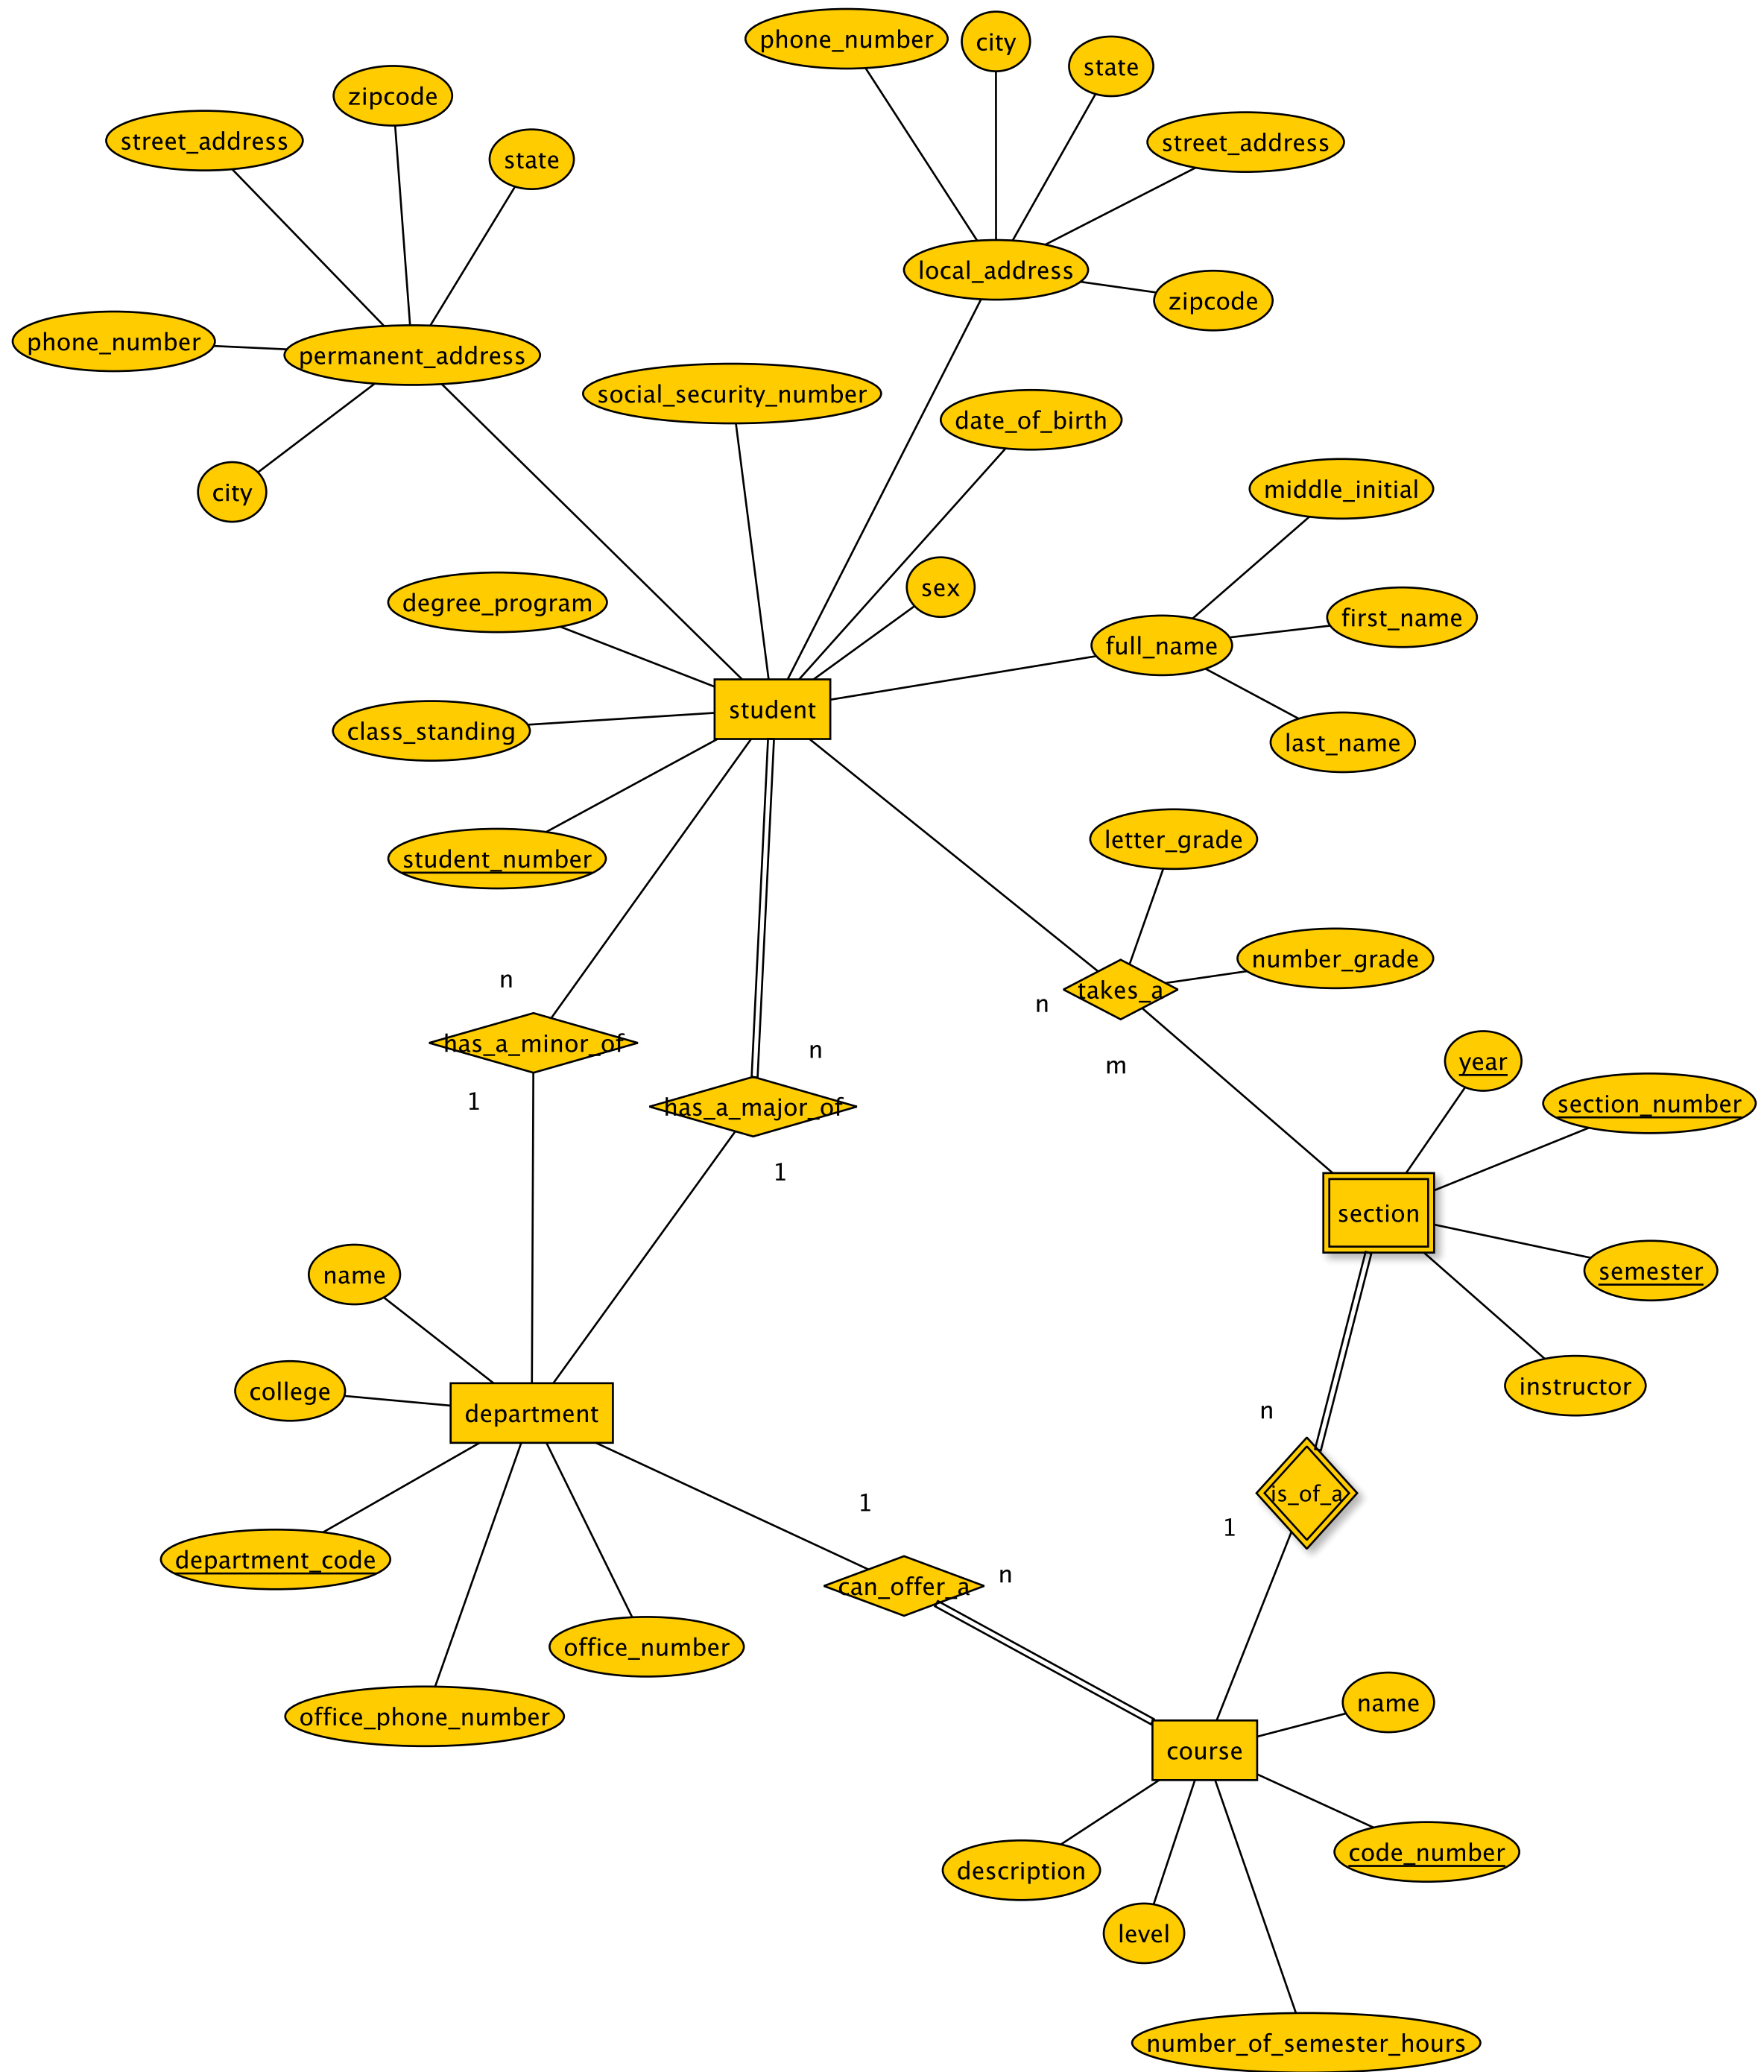 phone_number
city
state
zipcode
street_address
street_address
state
local_address
zipcode
phone_number
permanent_address
social_security_number
date_of_birth
middle_initial
city
sex
degree_program
first_name
full_name
student
class_standing
last_name
letter_grade
student_number
number_grade
n
takes_a
n
has_a_minor_of
n
year
m
1
has_a_major_of
section_number
1
section
name
semester
college
instructor
department
n
is_of_a
1
1
department_code
n
can_offer_a
office_number
name
office_phone_number
course
code_number
description
level
number_of_semester_hours